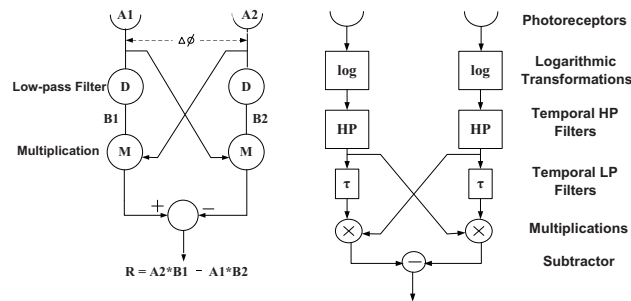 A1 A2
Δϕ
Low-pass Filter D D
B1 B2
Multiplication M M
+ −
R = A2*B1 − A1*B2
Photoreceptors
log log Logarithmic
Transformations
HP HP Temporal HP
Filters
τ τ Temporal LP
Filters
× × Multiplications
− Subtractor